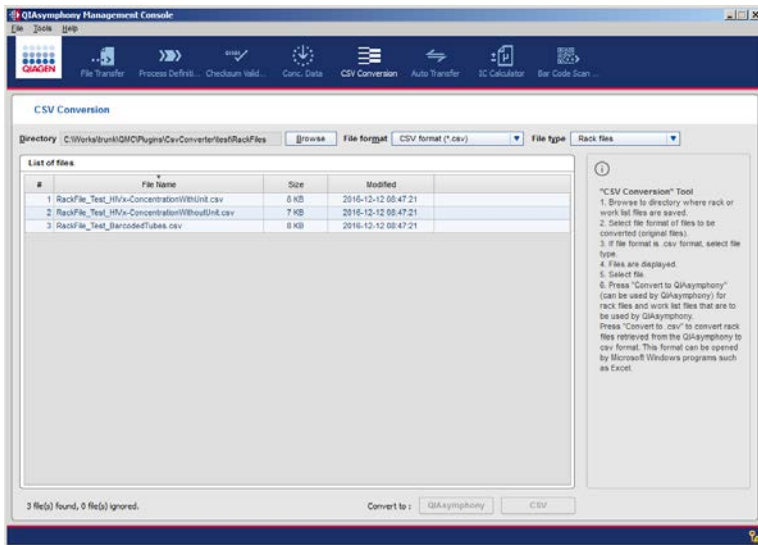 QIAsymphony Management Console
File Tools Help
QIAGEN
File Transfer Process Definiti... Checksum Valid... Conc. Data CSV Conversion Auto Transfer IC Calculator Bar Code Scan ...
CSV Conversion
Directory C:\Works\trunk\QMC\Plugins\CsvConverter\test\RackFiles Browse File format CSV format (*.csv) File type Rack files
List of files
# File Name Size Modified
1 RackFile_Test_HIVx-ConcentrationWithUnit.csv 8 KB 2016-12-12 08:47:21
2 RackFile_Test_HIVx-ConcentrationWithoutUnit.csv 7 KB 2016-12-12 08:47:21
3 RackFile_Test_BarcodedTubes.csv 8 KB 2016-12-12 08:47:21
"CSV Conversion" Tool
1. Browse to directory where rack or
work list files are saved.
2. Select file format of files to be
converted (original files).
3. If file format is .csv format, select file
type.
4. Files are displayed.
5. Select file.
6. Press "Convert to QIAsymphony"
(can be used by QIAsymphony) for
rack files and work list files that are to
be used by QIAsymphony.
Press "Convert to .csv" to convert rack
files retrieved from the QIAsymphony to
csv format. This format can be opened
by Microsoft Windows programs such
as Excel.
3 file(s) found, 0 file(s) ignored.
Convert to : QIAsymphony CSV